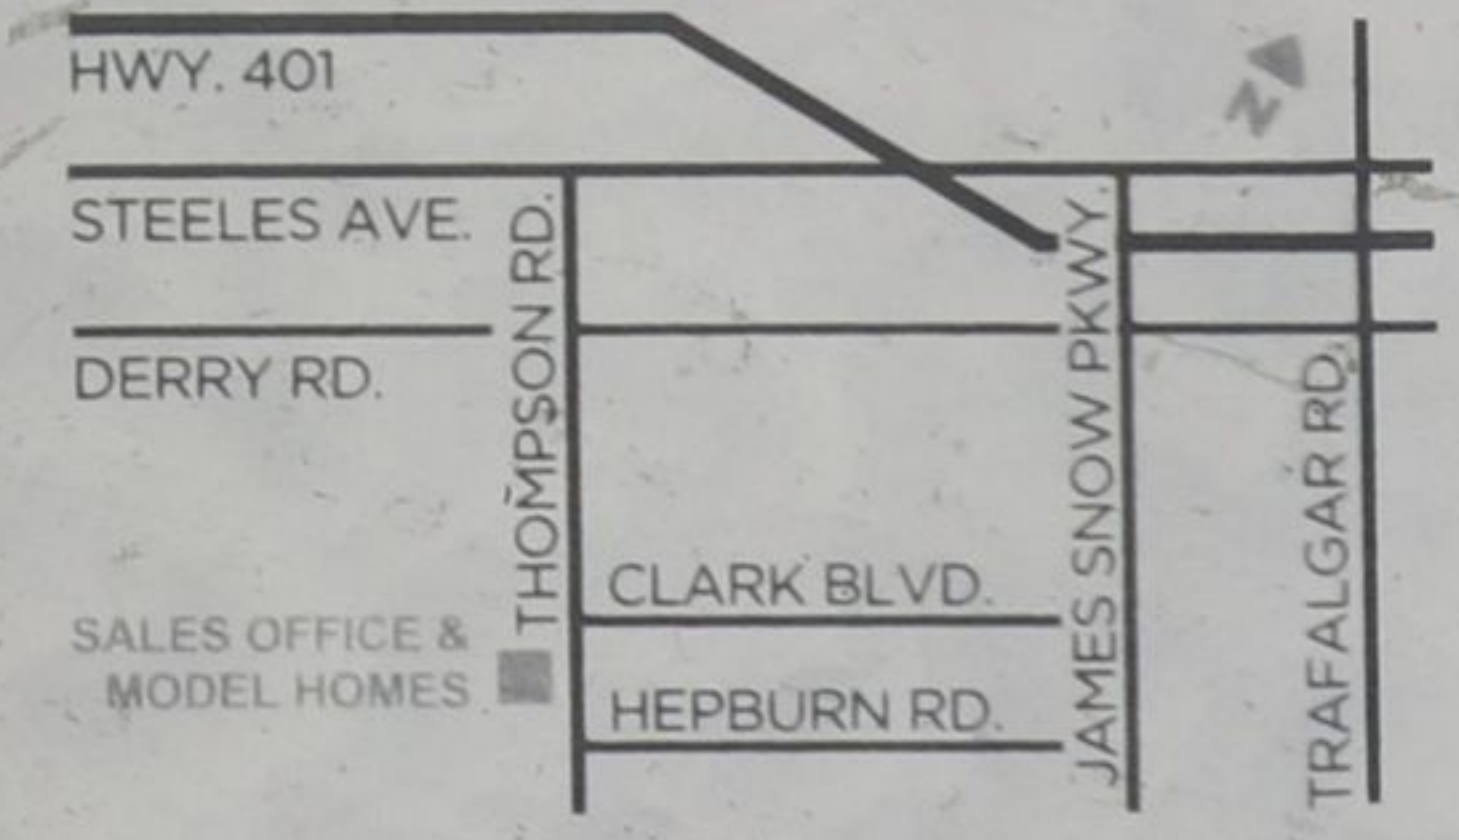 HWY. 401
N
STEELES AVE.
THOMPSON RD.
JAMES SNOW PKWY.
DERRY RD.
TRAFALGAR RD.
CLARK BLVD.
SALES OFFICE &
MODEL HOMES
HEPBURN RD.